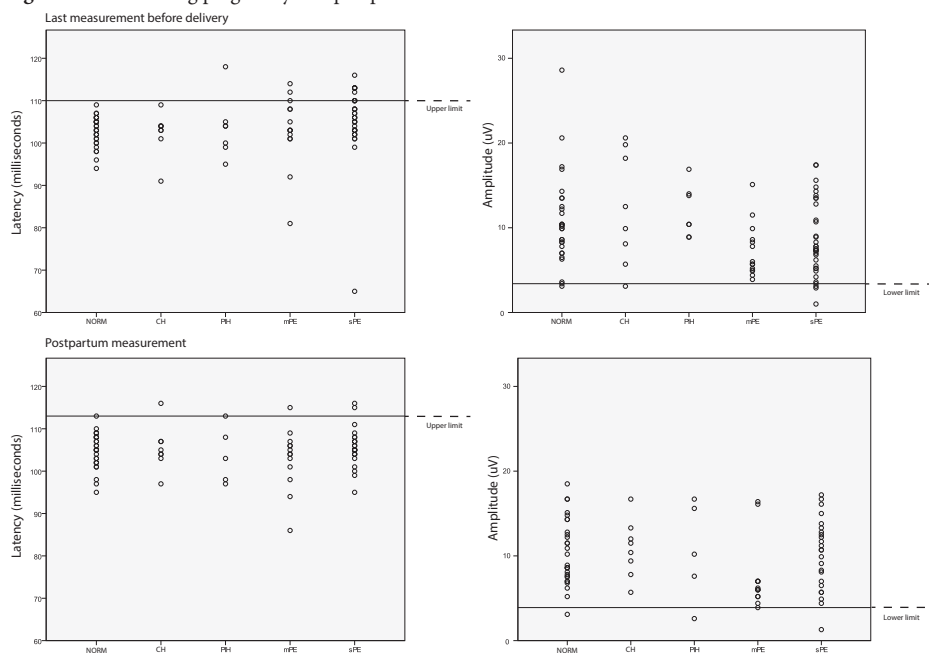 Last measurement before delivery
120
110
100
90
80
70
60
Latency (milliseconds)
Upper limit
NORM
CH
PIH
mPE
sPE
30
20
10
0
Amplitude (uV)
Lower limit
NORM
CH
PIH
mPE
sPE
Postpartum measurement
120
110
100
90
80
70
60
Latency (milliseconds)
Upper limit
NORM
CH
PIH
mPE
sPE
30
20
10
0
Amplitude (uV)
Lower limit
NORM
CH
PIH
mPE
sPE